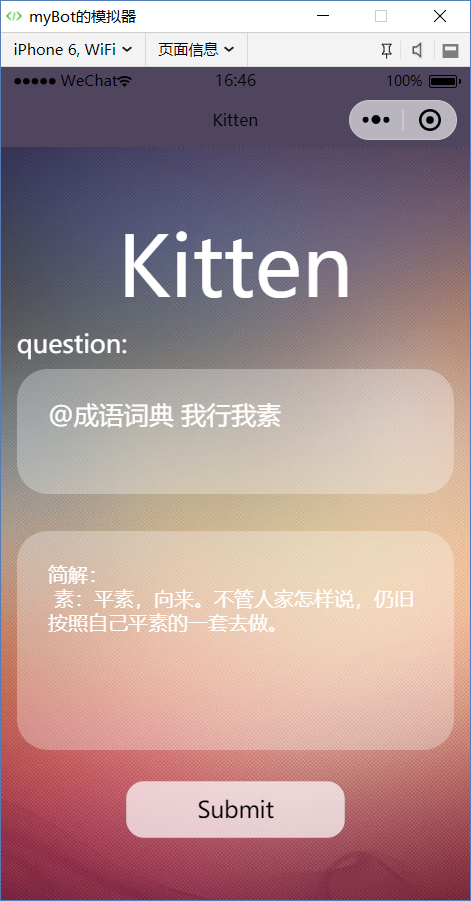 myBot的模拟器
iPhone 6, WiFi 页面信息
WeChat 16:46 100%
Kitten
Kitten
question:
@成语词典 我行我素
简解：
素：平素，向来。不管人家怎样说，仍旧
按照自己平素的一套去做。
Submit